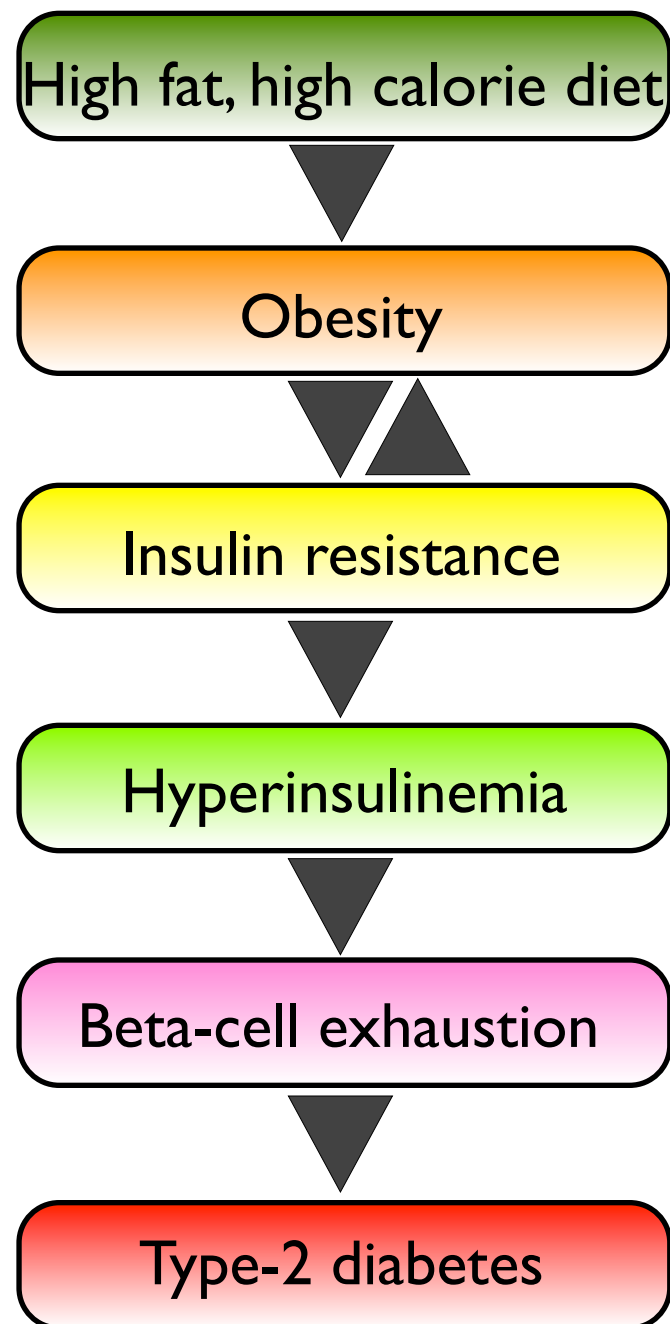 High fat, high calorie diet
Obesity
Insulin resistance
Hyperinsulinemia
Beta-cell exhaustion
Type-2 diabetes